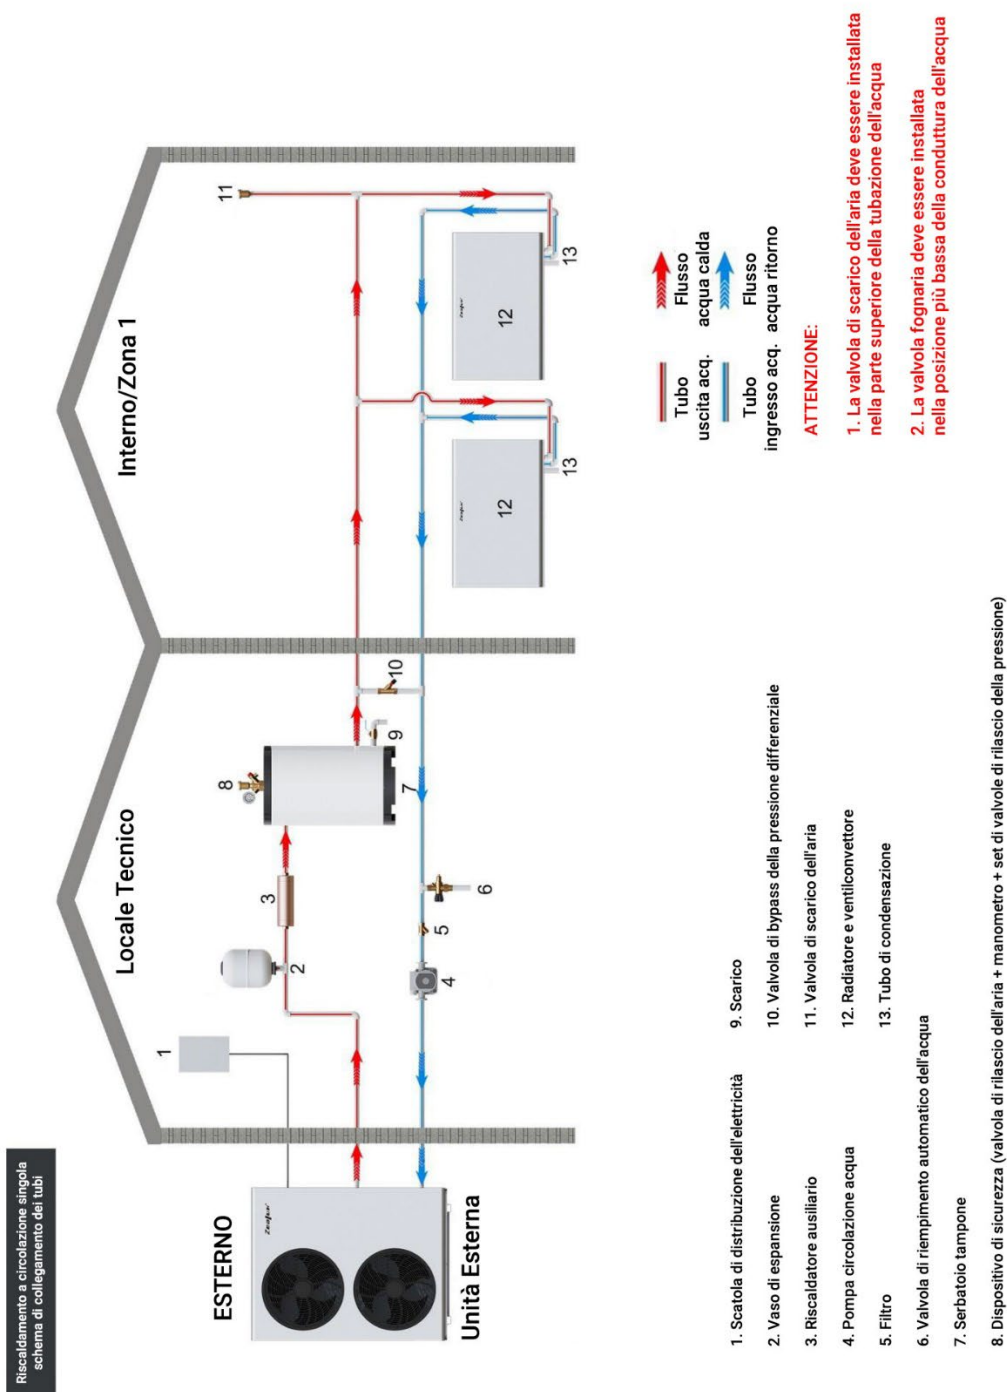 Riscaldamento a circolazione singola
schema di collegamento dei tubi
Locale Tecnico
Interno/Zona 1
ESTERNO
Unità Esterna
1
2
3
4
5
6
7
8
9
10
11
12
12
13
13
1. Scatola di distribuzione dell'elettricità
2. Vaso di espansione
3. Riscaldatore ausiliario
4. Pompa circolazione acqua
5. Filtro
6. Valvola di riempimento automatico dell'acqua
7. Serbatoio tampone
8. Dispositivo di sicurezza (valvola di rilascio dell'aria + manometro + set di valvole di rilascio della pressione)
9. Scarico
10. Valvola di bypass della pressione differenziale
11. Valvola di scarico dell'aria
12. Radiatore e ventilconvettore
13. Tubo di condensazione
Tubo
uscita acq.
Flusso
acqua calda
Tubo
ingresso acq.
Flusso
acqua ritorno
ATTENZIONE:
1. La valvola di scarico dell'aria deve essere installata
nella parte superiore della tubazione dell'acqua
2. La valvola fognaria deve essere installata
nella posizione più bassa della conduttura dell'acqua